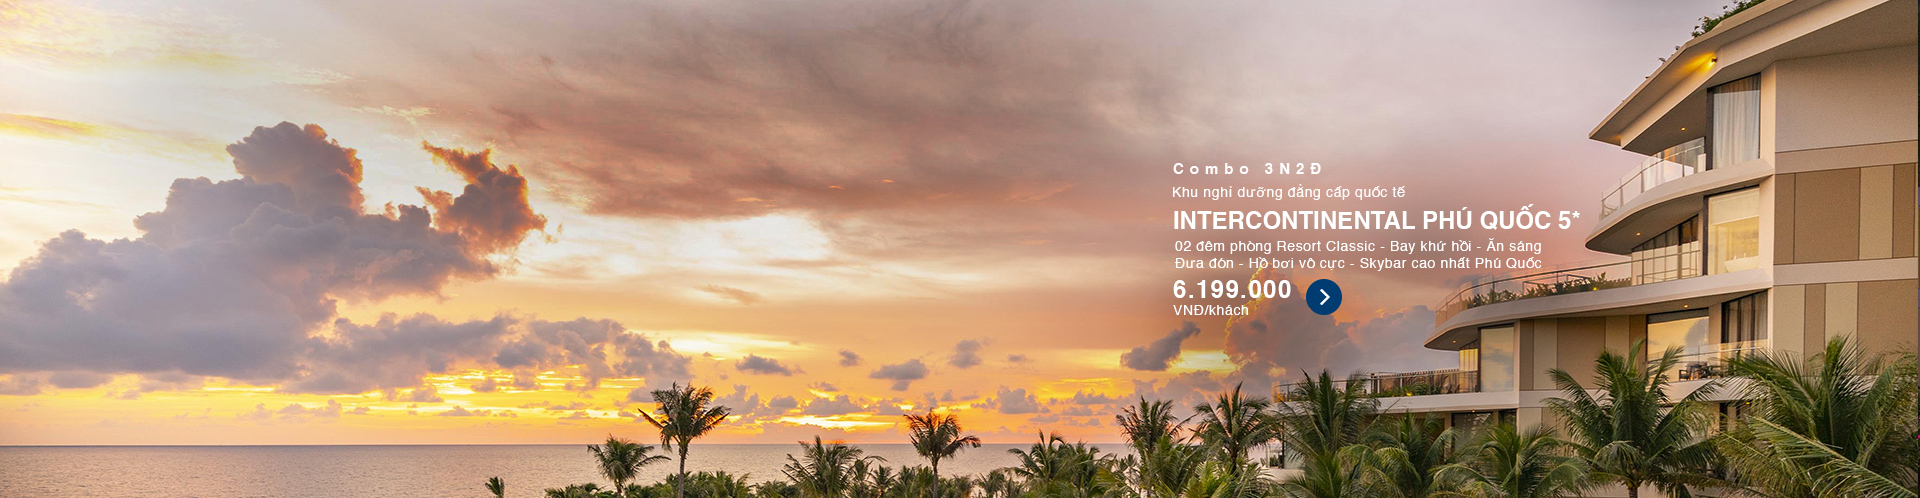 Combo 3N2Đ
Khu nghỉ dưỡng đẳng cấp quốc tế
INTERCONTINENTAL PHÚ QUỐC 5*
02 đêm phòng Resort Classic - Bay khứ hồi - Ăn sáng
Đưa đón - Hồ bơi vô cực - Skybar cao nhất Phú Quốc
6.199.000
VNĐ/khách